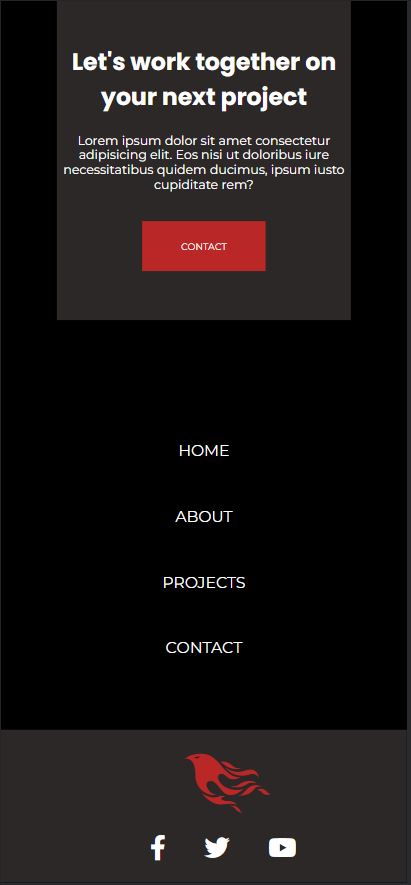 Let's work together on
your next project
Lorem ipsum dolor sit amet consectetur
adipisicing elit. Eos nisi ut doloribus iure
necessitatibus quidem ducimus, ipsum iusto
cupiditate rem?
CONTACT
HOME
ABOUT
PROJECTS
CONTACT